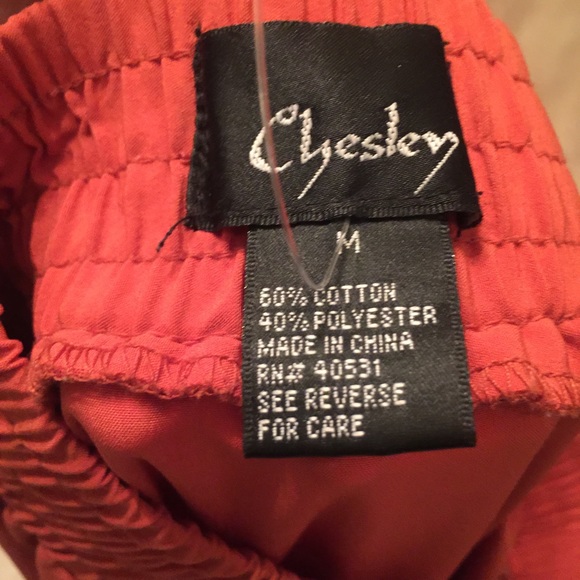 Chesley
M
60% COTTON
40% POLYESTER
MADE IN CHINA
RN# 40531
SEE REVERSE
FOR CARE